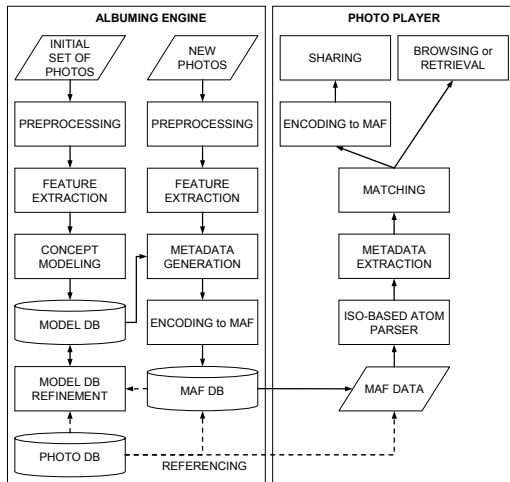 ALBUMING ENGINE
INITIAL
SET OF
PHOTOS
PREPROCESSING
FEATURE
EXTRACTION
CONCEPT
MODELING
MODEL DB
MODEL DB
REFINEMENT
PHOTO DB
NEW
PHOTOS
PREPROCESSING
FEATURE
EXTRACTION
METADATA
GENERATION
ENCODING to MAF
MAF DB
REFERENCING
PHOTO PLAYER
SHARING
BROWSING or
RETRIEVAL
ENCODING to MAF
MATCHING
METADATA
EXTRACTION
ISO-BASED ATOM
PARSER
MAF DATA